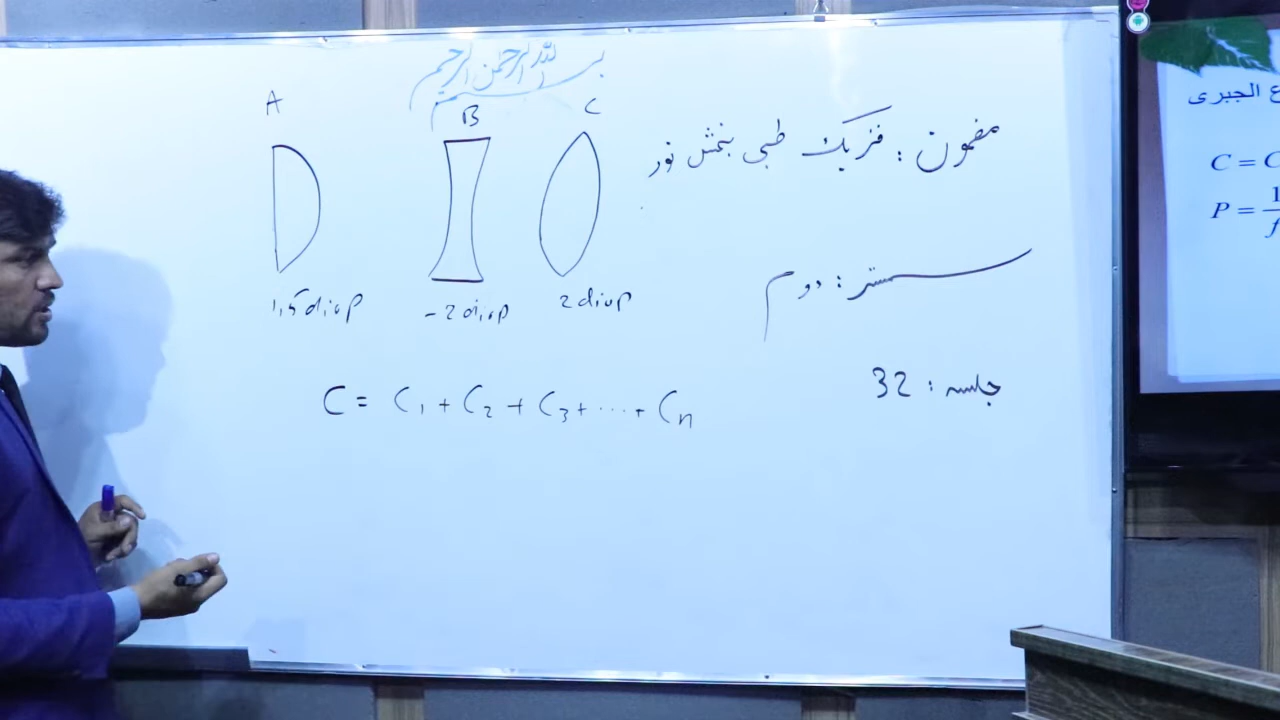 بسم الله الرحمن الرحیم
A B C
مضمون : فزیک طبی بخش نور
1,5 diop -2 diop 2 diop
سمستر : دوم
جلسه : 32
C = C₁ + C₂ + C₃ + ... + Cₙ
ع الجبری
C = C
P = 1/f